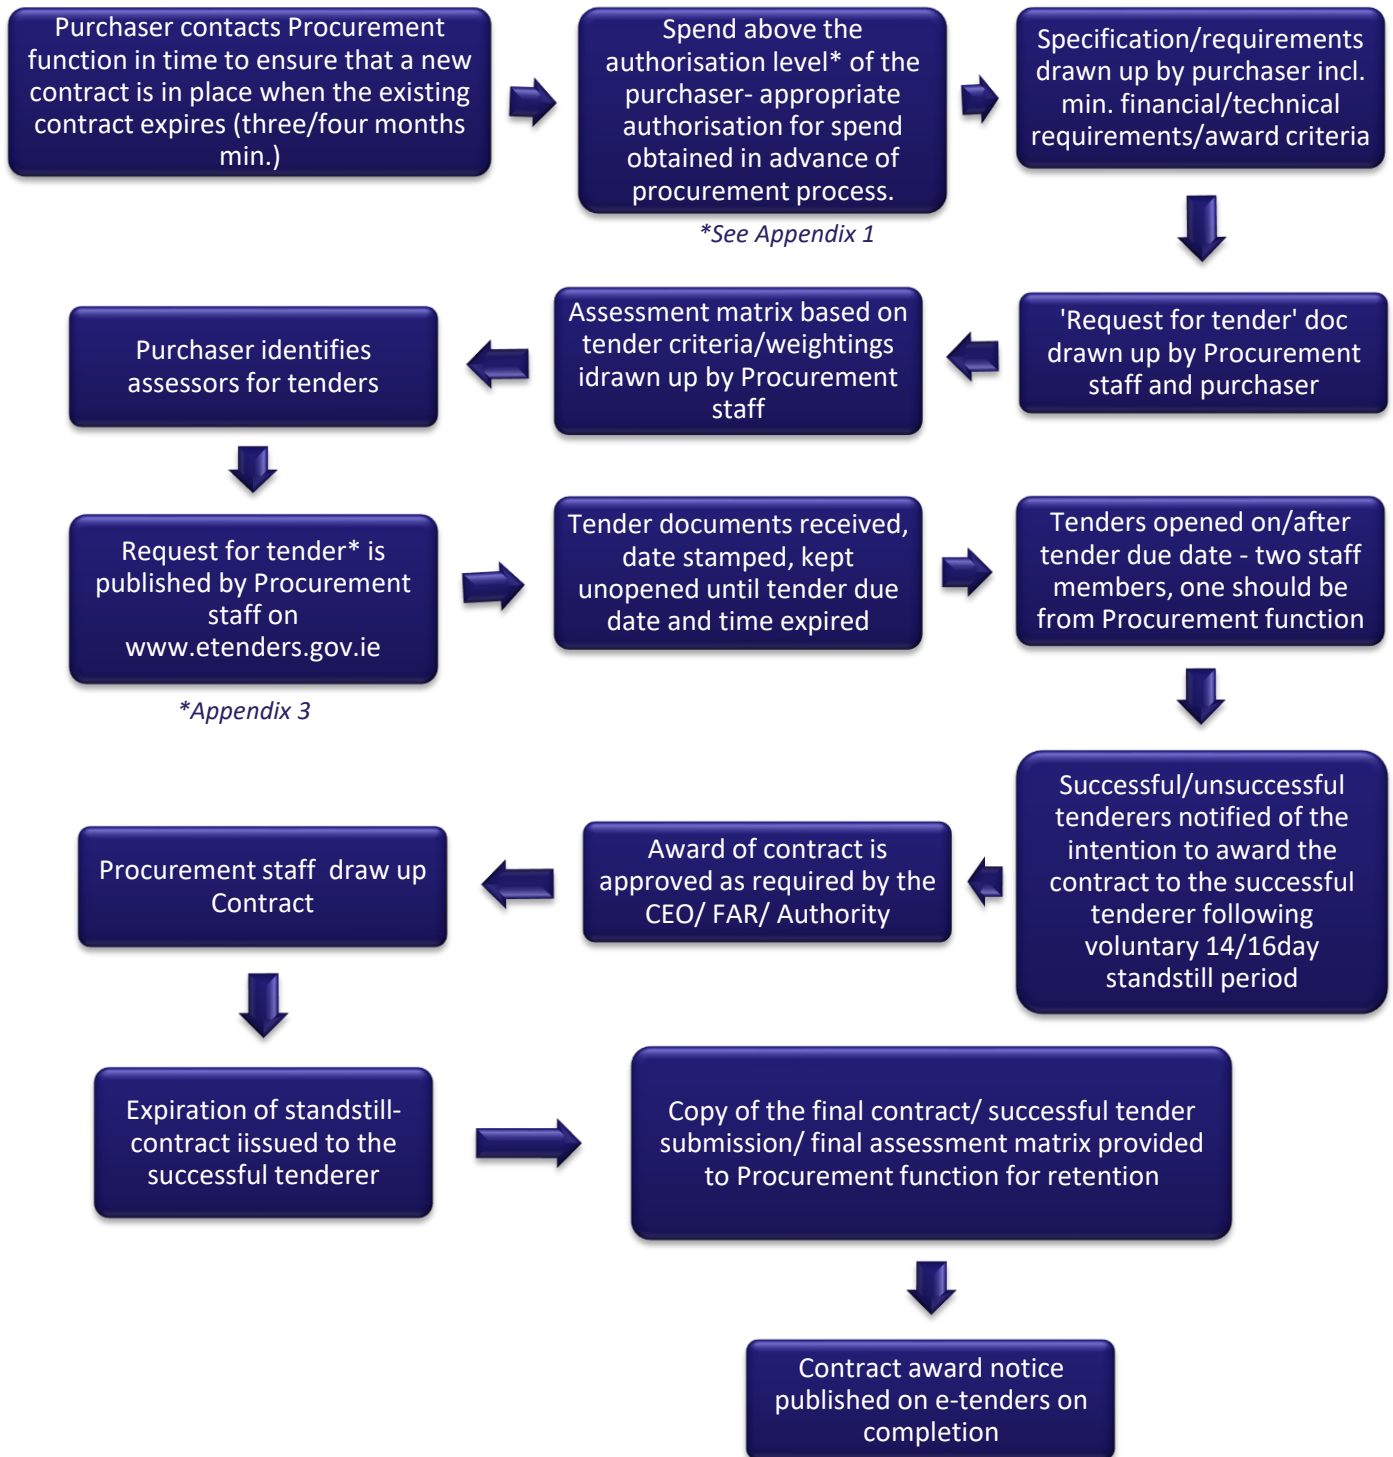 Purchaser contacts Procurement
function in time to ensure that a new
contract is in place when the existing
contract expires (three/four months
min.)
Spend above the
authorisation level* of the
purchaser- appropriate
authorisation for spend
obtained in advance of
procurement process.
*See Appendix 1
Specification/requirements
drawn up by purchaser incl.
min. financial/technical
requirements/award criteria
'Request for tender' doc
drawn up by Procurement
staff and purchaser
Assessment matrix based on
tender criteria/weightings
idrawn up by Procurement
staff
Purchaser identifies
assessors for tenders
Request for tender* is
published by Procurement
staff on
www.etenders.gov.ie
*Appendix 3
Tender documents received,
date stamped, kept
unopened until tender due
date and time expired
Tenders opened on/after
tender due date - two staff
members, one should be
from Procurement function
Successful/unsuccessful
tenderers notified of the
intention to award the
contract to the successful
tenderer following
voluntary 14/16day
standstill period
Award of contract is
approved as required by the
CEO/ FAR/ Authority
Procurement staff  draw up
Contract
Expiration of standstill-
contract iissued to the
successful tenderer
Copy of the final contract/ successful tender
submission/ final assessment matrix provided
to Procurement function for retention
Contract award notice
published on e-tenders on
completion